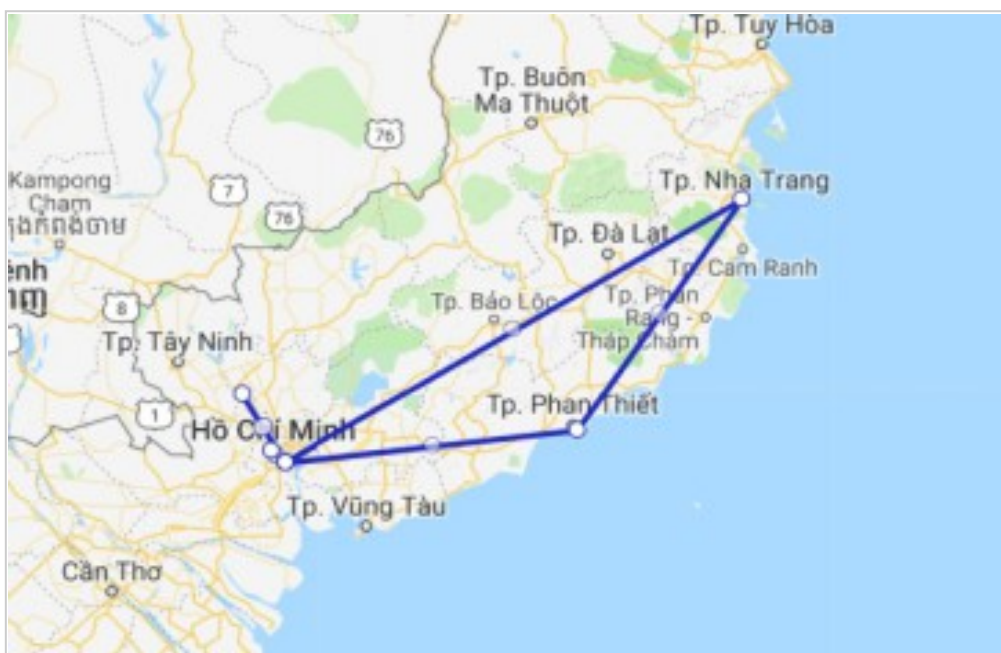 Tp. Tuy Hòa
Tp. Buôn
Ma Thuột
76
Kampong
Cham
7
Tp. Nha Trang
76
Tp. Đà Lạt
Tp. Cam Ranh
8
Tp. Bảo Lộc
Tp. Phan
Rang -
Tháp Chàm
Tp. Tây Ninh
1
Tp. Phan Thiết
Hồ Chí Minh
Tp. Vũng Tàu
Cần Thơ